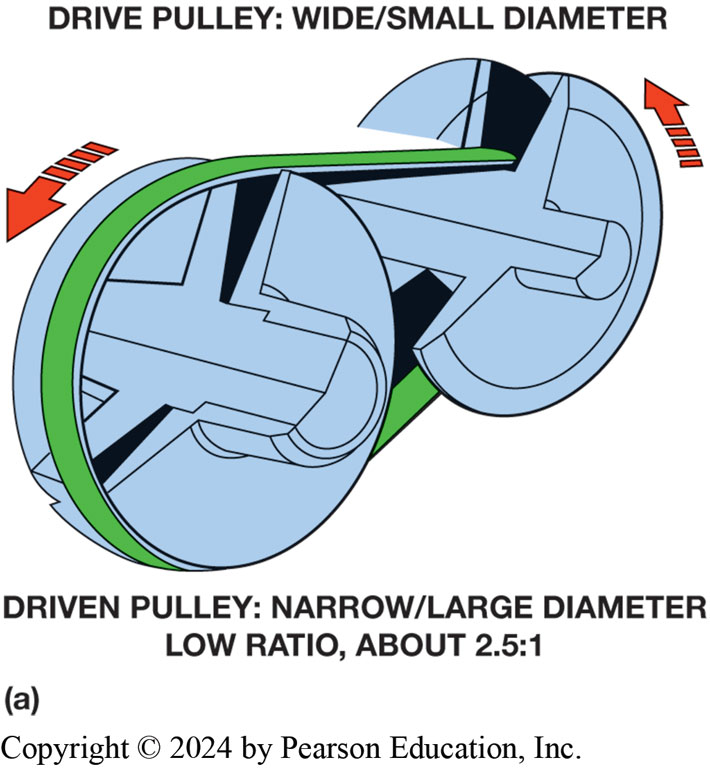 DRIVE PULLEY: WIDE/SMALL DIAMETER
DRIVEN PULLEY: NARROW/LARGE DIAMETER
LOW RATIO, ABOUT 2.5:1
(a)
Copyright © 2024 by Pearson Education, Inc.